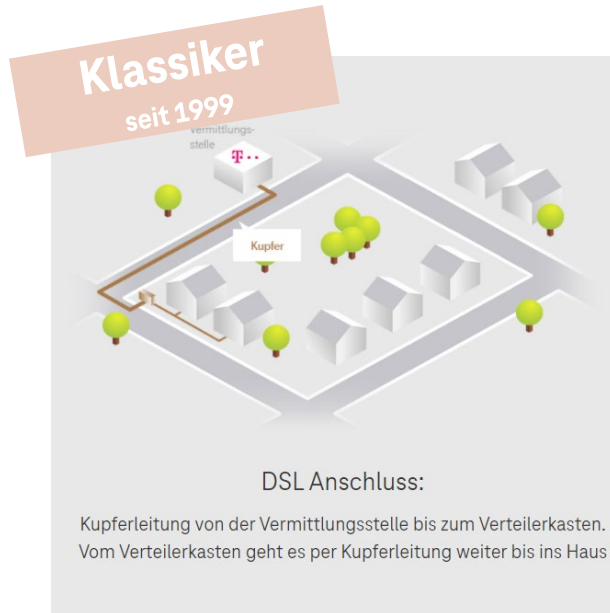 Klassiker
seit 1999
Vermittlungs-
stelle
T
Kupfer
DSL Anschluss:
Kupferleitung von der Vermittlungsstelle bis zum Verteilerkasten.
Vom Verteilerkasten geht es per Kupferleitung weiter bis ins Haus